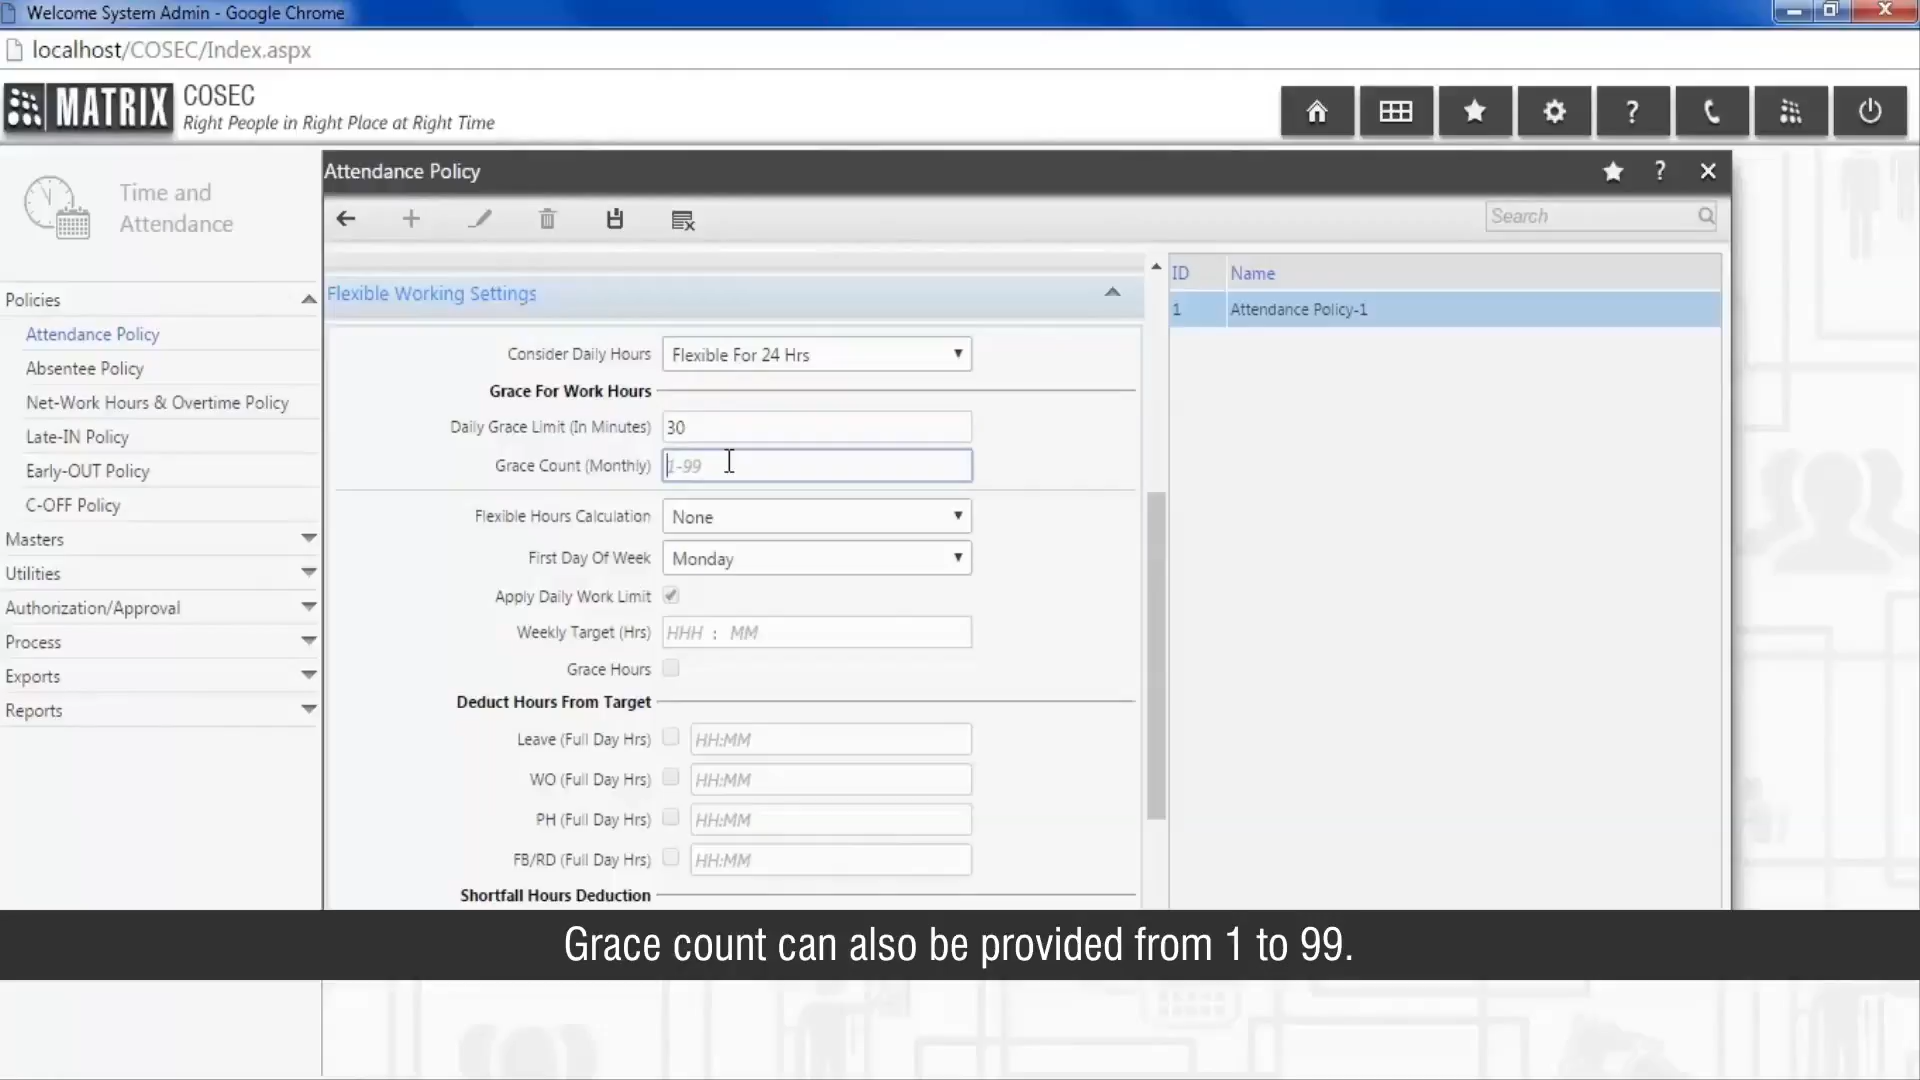 Welcome System Admin - Google Chrome
localhost/COSEC/Index.aspx
MATRIX
COSEC
Right People in Right Place at Right Time
Time and
Attendance
Policies
Attendance Policy
Absentee Policy
Net-Work Hours & Overtime Policy
Late-IN Policy
Early-OUT Policy
C-OFF Policy
Masters
Utilities
Authorization/Approval
Process
Exports
Reports
Attendance Policy
?
Search
Flexible Working Settings
Consider Daily Hours Flexible For 24 Hrs
Grace For Work Hours
Daily Grace Limit (In Minutes) 30
Grace Count (Monthly) 1-99
Flexible Hours Calculation None
First Day Of Week Monday
Apply Daily Work Limit
Weekly Target (Hrs) HHH : MM
Grace Hours
Deduct Hours From Target
Leave (Full Day Hrs) HH:MM
WO (Full Day Hrs) HH:MM
PH (Full Day Hrs) HH:MM
FB/RD (Full Day Hrs) HH:MM
Shortfall Hours Deduction
ID Name
1 Attendance Policy-1
Grace count can also be provided from 1 to 99.